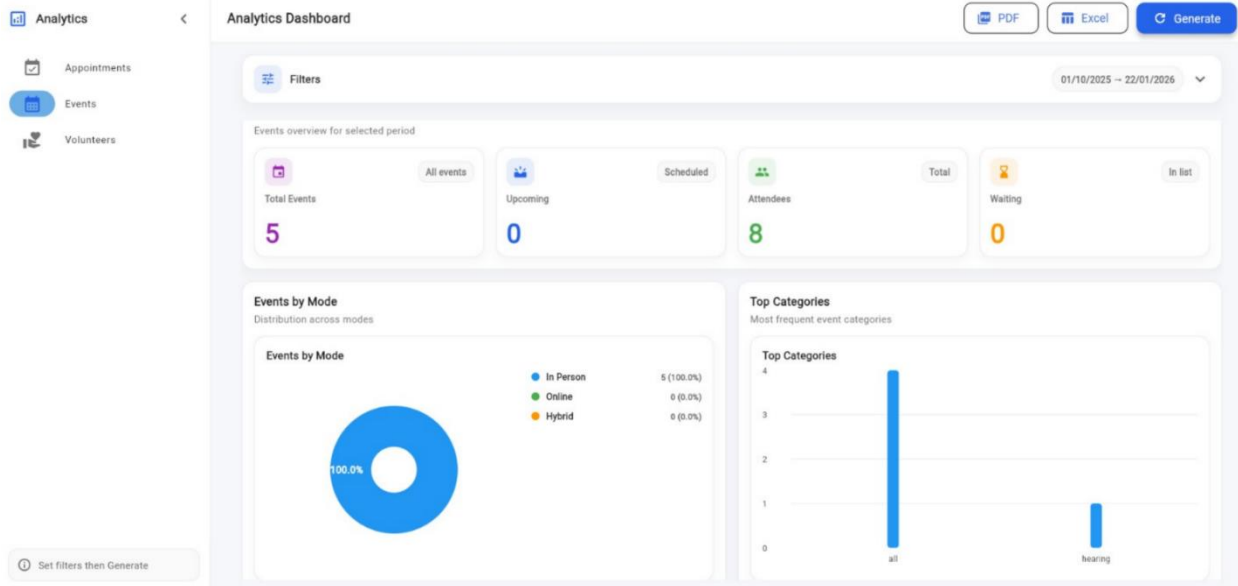 Analytics
Analytics Dashboard
PDF
Excel
Generate
Appointments
Events
Volunteers
Filters
01/10/2025 → 22/01/2026
Events overview for selected period
All events
Total Events
5
Scheduled
Upcoming
0
Total
Attendees
8
In list
Waiting
0
Events by Mode
Distribution across modes
Events by Mode
In Person 5 (100.0%)
Online 0 (0.0%)
Hybrid 0 (0.0%)
100.0%
Top Categories
Most frequent event categories
Top Categories
4
3
2
1
0
all
hearing
Set filters then Generate